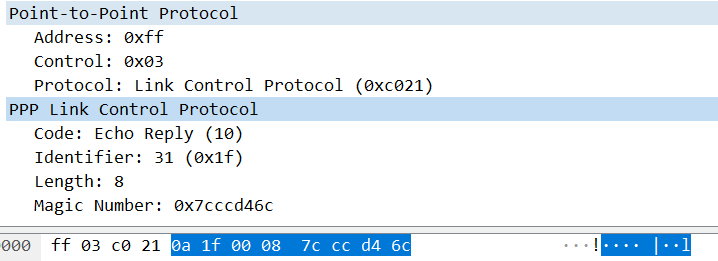 Point-to-Point Protocol
Address: 0xff
Control: 0x03
Protocol: Link Control Protocol (0xc021)
PPP Link Control Protocol
Code: Echo Reply (10)
Identifier: 31 (0x1f)
Length: 8
Magic Number: 0x7cccd46c
0000 ff 03 c0 21 0a 1f 00 08 7c cc d4 6c ···!···· |··l